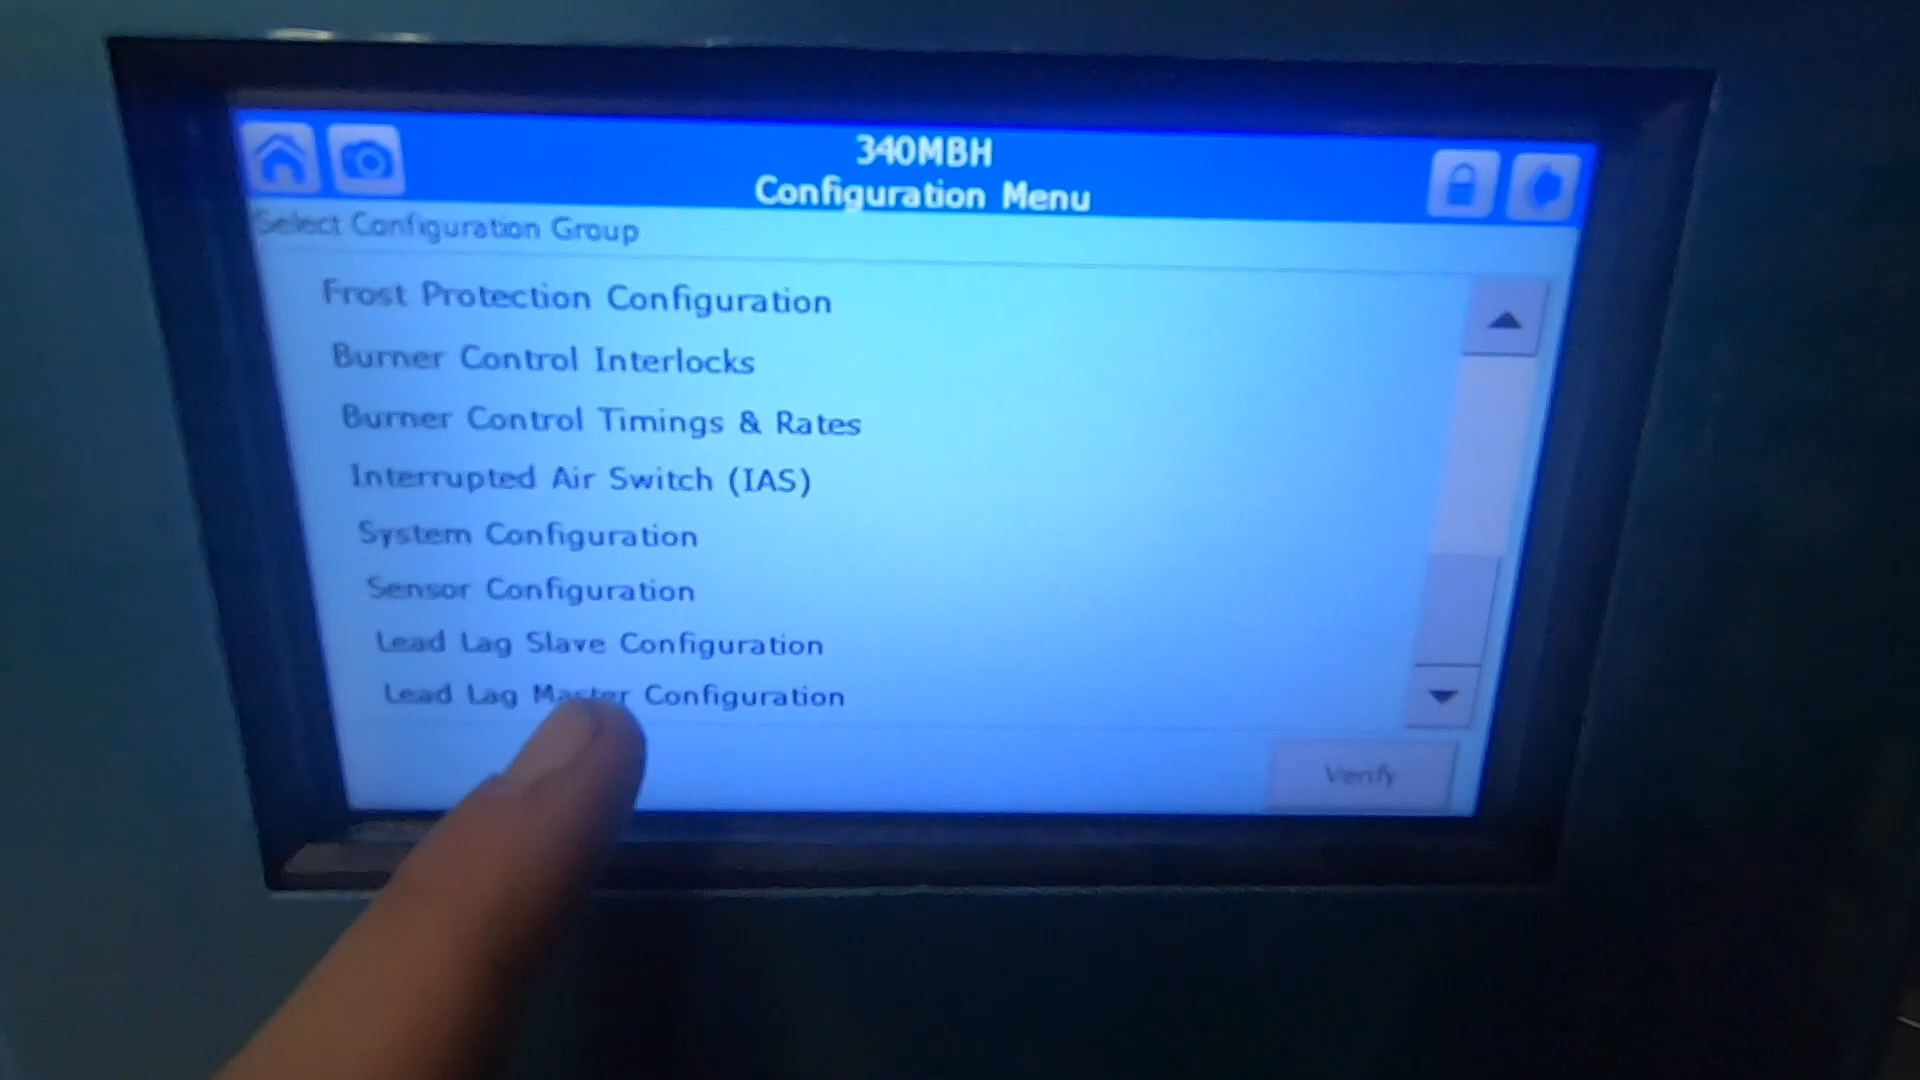 340MBH
Configuration Menu
Select Configuration Group
Frost Protection Configuration
Burner Control Interlocks
Burner Control Timings & Rates
Interrupted Air Switch (IAS)
System Configuration
Sensor Configuration
Lead Lag Slave Configuration
Lead Lag Master Configuration
Verify